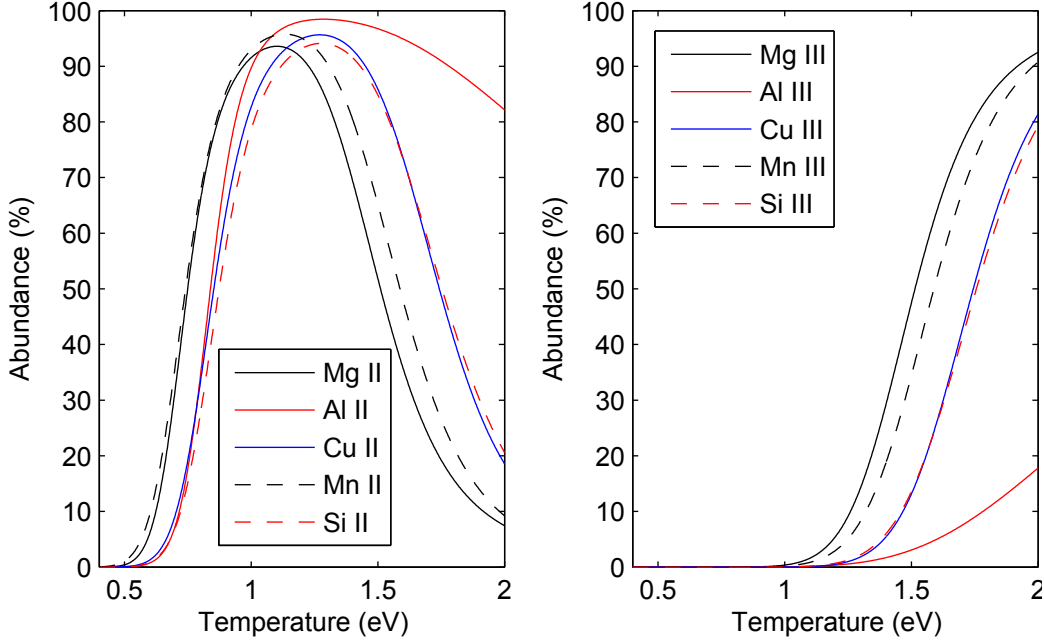 100
90
80
70
60
50
40
30
20
10
0
Abundance (%)
0.5
1
1.5
2
Temperature (eV)
Mg II
Al II
Cu II
Mn II
Si II
100
90
80
70
60
50
40
30
20
10
0
Abundance (%)
0.5
1
1.5
2
Temperature (eV)
Mg III
Al III
Cu III
Mn III
Si III